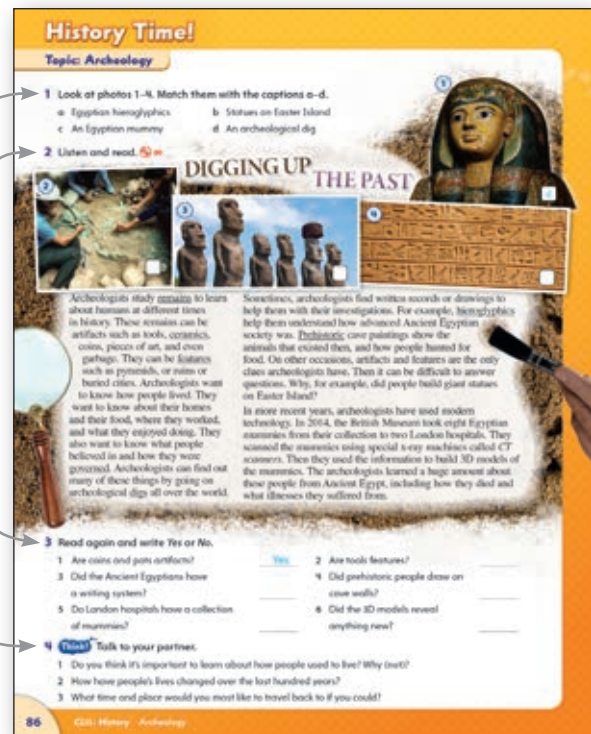 History Time!
Topic: Archeology
1 Look at photos 1–4. Match them with the captions a–d.
a Egyptian hieroglyphics
b Statues on Easter Island
c An Egyptian mummy
d An archeological dig
2 Listen and read.
DIGGING UP THE PAST
1
c
2
3
4
Archeologists study remains to learn
about humans at different times
in history. These remains can be
artifacts such as tools, ceramics,
coins, pieces of art, and even
garbage. They can be features
such as pyramids, or ruins or
buried cities. Archeologists want
to know how people lived. They
want to know about their homes
and their food, where they worked,
and what they enjoyed doing. They
also want to know what people
believed in and how they were
governed. Archeologists can find out
many of these things by going on
archeological digs all over the world.
Sometimes, archeologists find written records or drawings to
help them with their investigations. For example, hieroglyphics
help them understand how advanced Ancient Egyptian
society was. Prehistoric cave paintings show the
animals that existed then, and how people hunted for
food. On other occasions, artifacts and features are the only
clues archeologists have. Then it can be difficult to answer
questions. Why, for example, did people build giant statues
on Easter Island?
In more recent years, archeologists have used modern
technology. In 2014, the British Museum took eight Egyptian
mummies from their collection to two London hospitals. They
scanned the mummies using special x-ray machines called CT
scanners. Then they used the information to build 3D models of
the mummies. The archeologists learned a huge amount about
these people from Ancient Egypt, including how they died and
what illnesses they suffered from.
3 Read again and write Yes or No.
1 Are coins and pots artifacts? Yes
2 Are tools features?
3 Did the Ancient Egyptians have
a writing system?
4 Did prehistoric people draw on
cave walls?
5 Do London hospitals have a collection
of mummies?
6 Did the 3D models reveal
anything new?
4 Think! Talk to your partner.
1 Do you think it's important to learn about how people used to live? Why (not)?
2 How have people's lives changed over the last hundred years?
3 What time and place would you most like to travel back to if you could?
86 CLIL: History Archeology